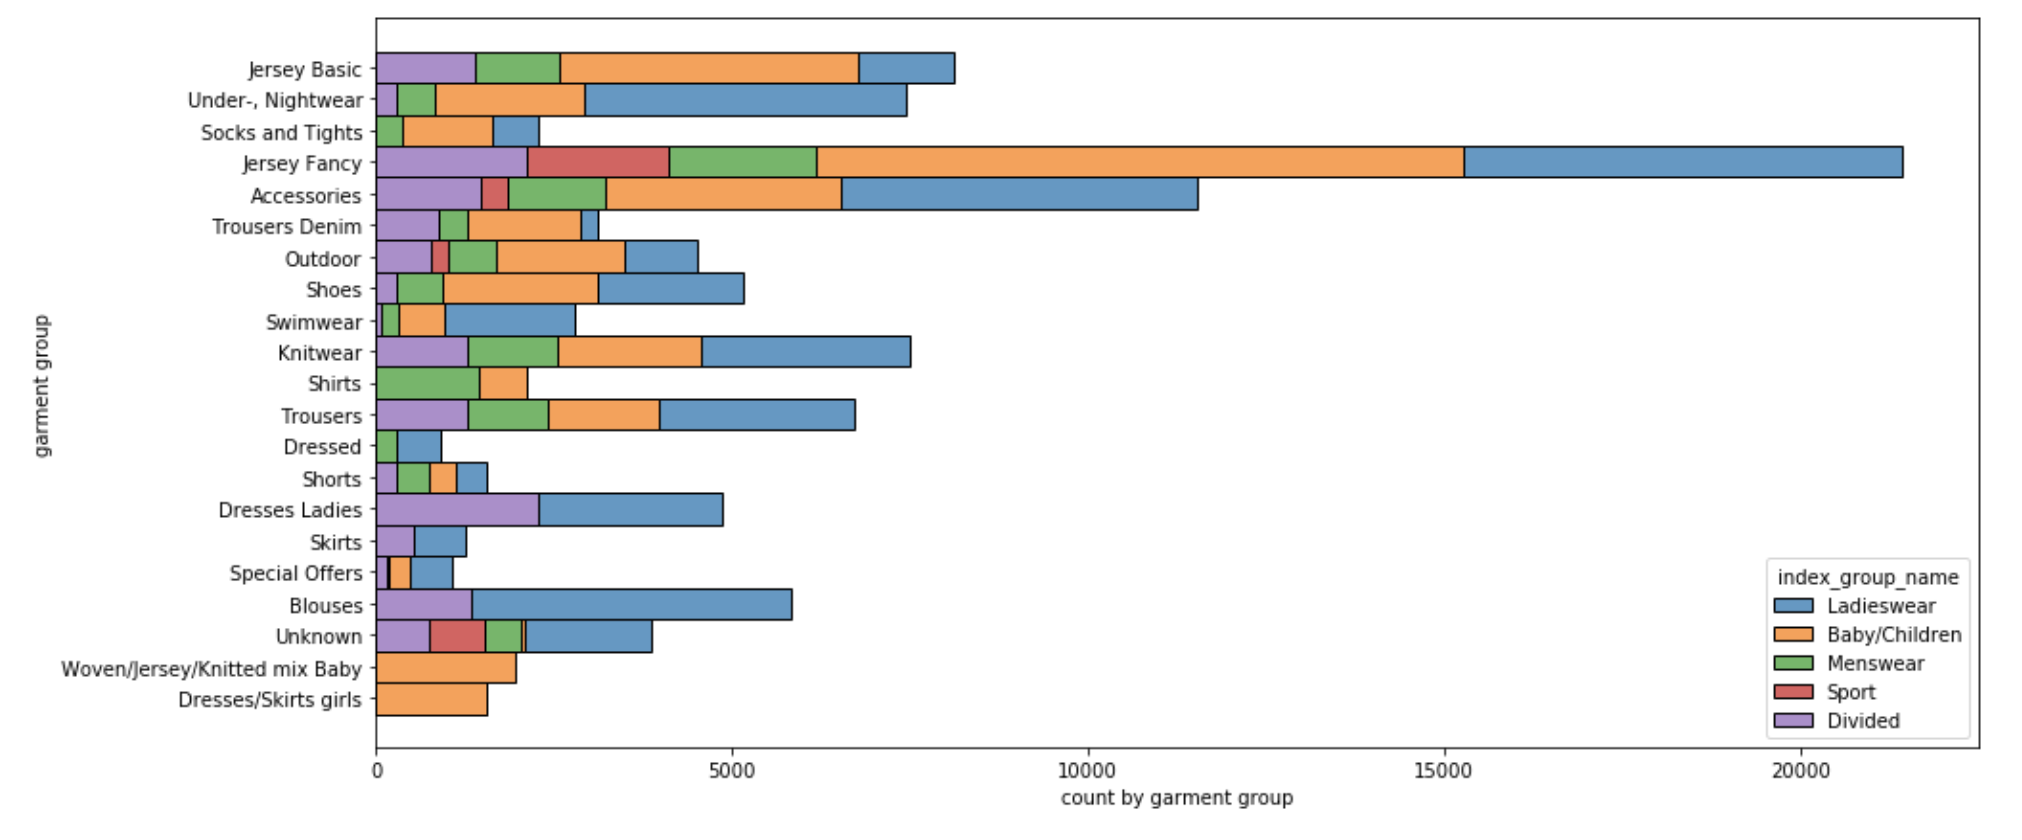 Jersey Basic
Under-, Nightwear
Socks and Tights
Jersey Fancy
Accessories
Trousers Denim
Outdoor
Shoes
Swimwear
Knitwear
Shirts
Trousers
Dressed
Shorts
Dresses Ladies
Skirts
Special Offers
Blouses
Unknown
Woven/Jersey/Knitted mix Baby
Dresses/Skirts girls
garment group
index_group_name
Ladieswear
Baby/Children
Menswear
Sport
Divided
0 5000 10000 15000 20000
count by garment group